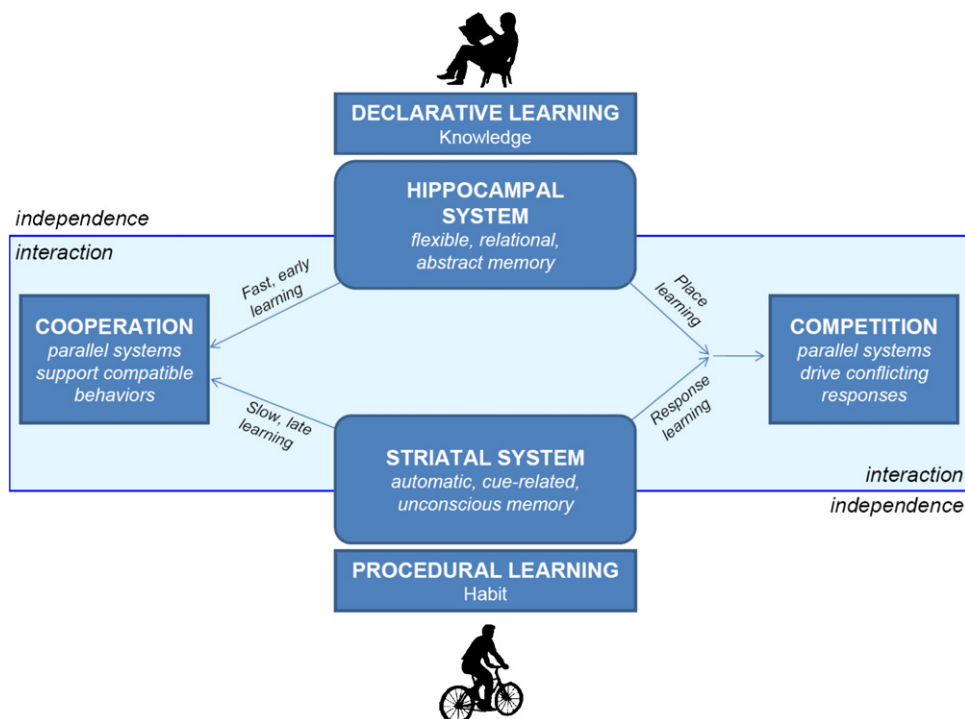 DECLARATIVE LEARNING
Knowledge
HIPPOCAMPAL
SYSTEM
flexible, relational,
abstract memory
independence
interaction
Fast, early
learning
Place
learning
COOPERATION
parallel systems
support compatible
behaviors
COMPETITION
parallel systems
drive conflicting
responses
Slow, late
learning
Response
learning
STRIATAL SYSTEM
automatic, cue-related,
unconscious memory
interaction
independence
PROCEDURAL LEARNING
Habit